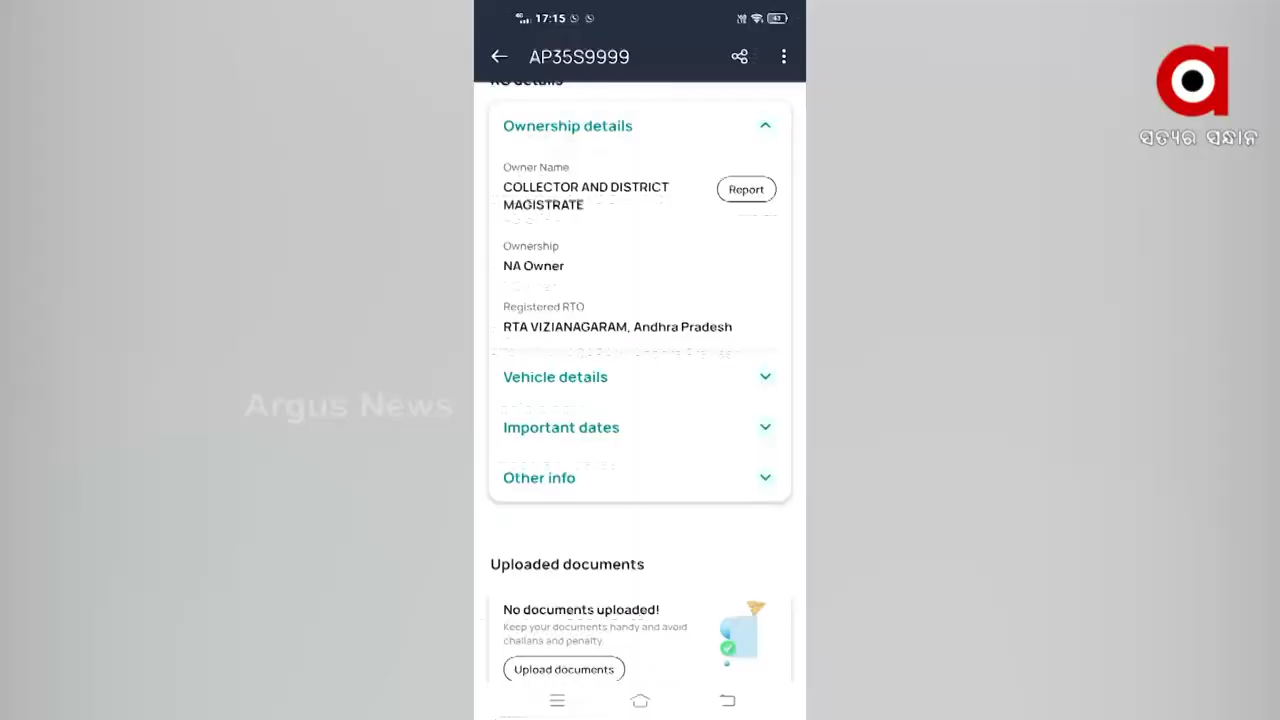 17:15
AP35S9999
RC details
Ownership details
Owner Name
COLLECTOR AND DISTRICT
MAGISTRATE
Report
Ownership
NA Owner
Registered RTO
RTA VIZIANAGARAM, Andhra Pradesh
Vehicle details
Important dates
Other info
Uploaded documents
No documents uploaded!
Keep your documents handy and avoid
challans and penalty.
Upload documents
Argus News
ସତ୍ୟର ସନ୍ଧାନ